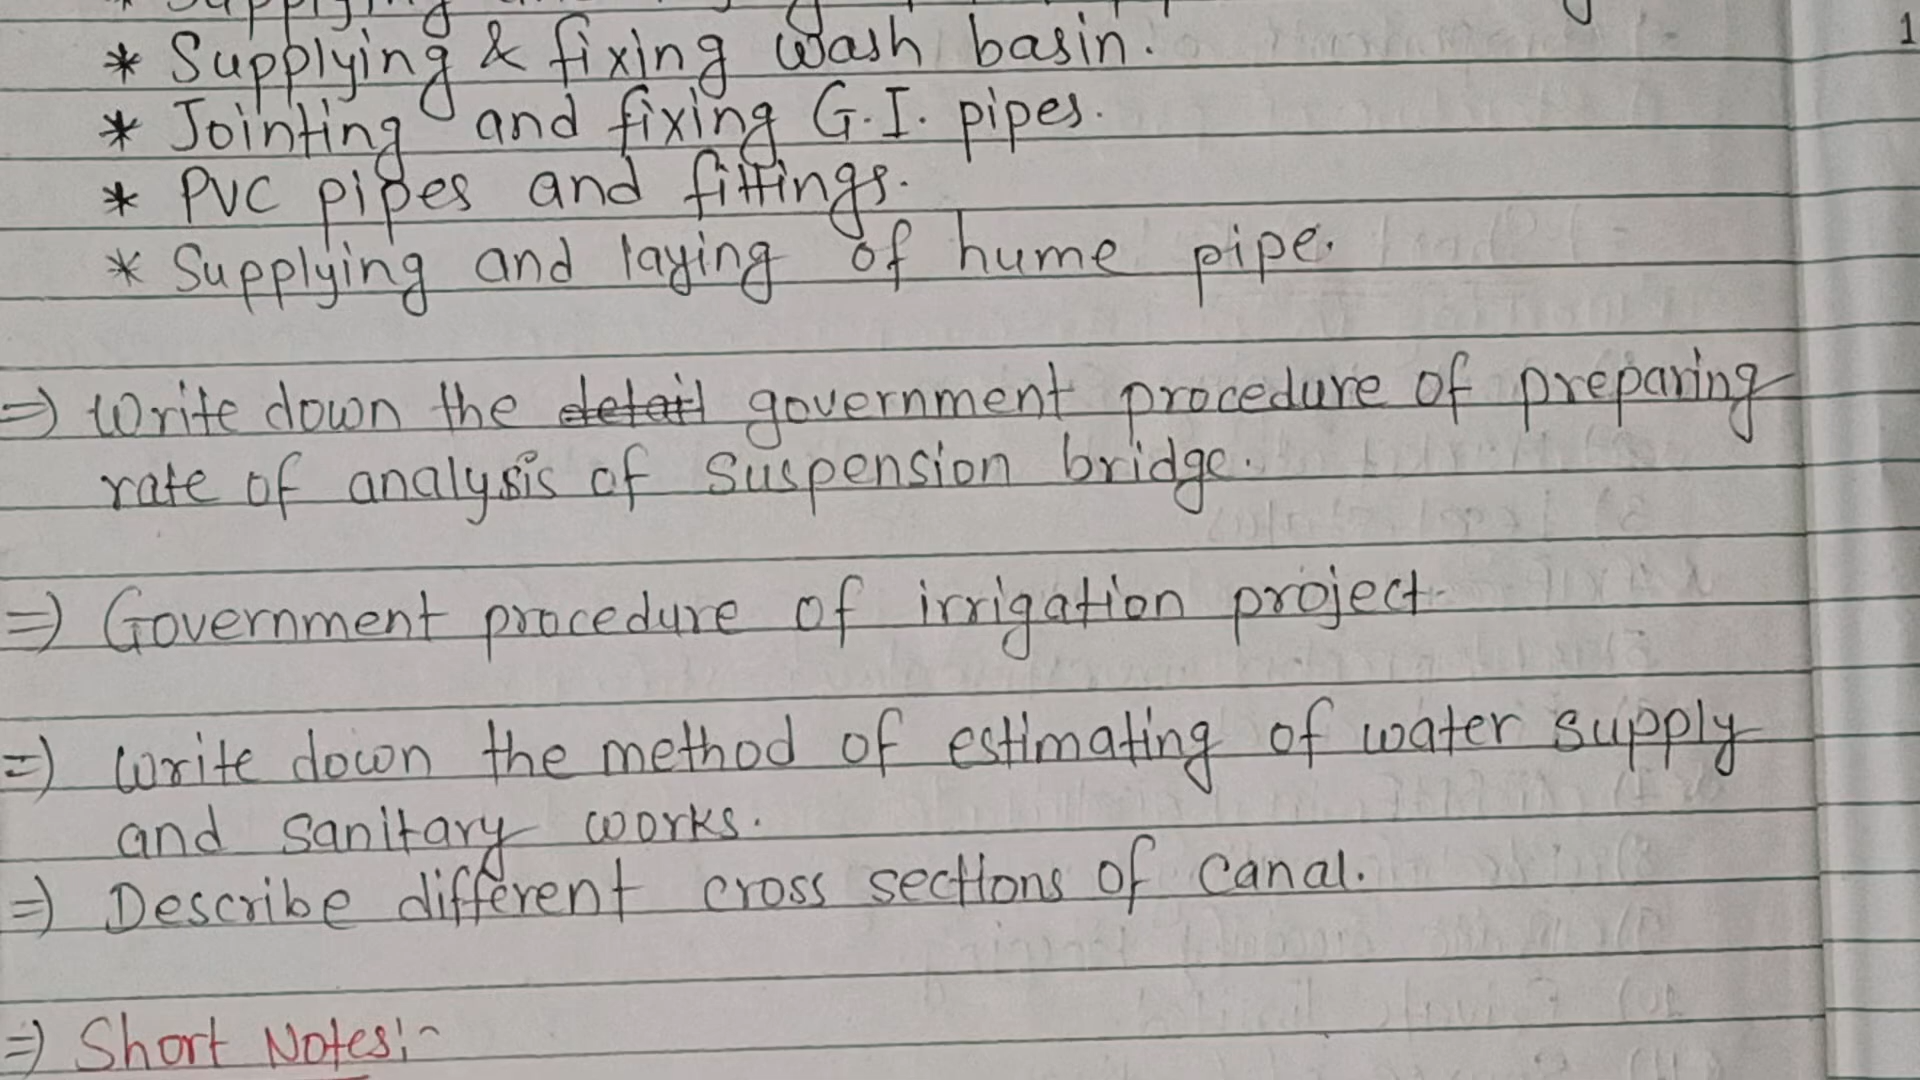 * Supplying & fixing wash basin.
* Jointing and fixing G.I. pipes.
* PVC pipes and fittings.
* Supplying and laying of hume pipe.
=) Write down the detail government procedure of preparing
rate of analysis of suspension bridge.
=) Government procedure of irrigation project.
=) Write down the method of estimating of water supply
and sanitary works.
=) Describe different cross sections of canal.
=) Short Notes:-
1